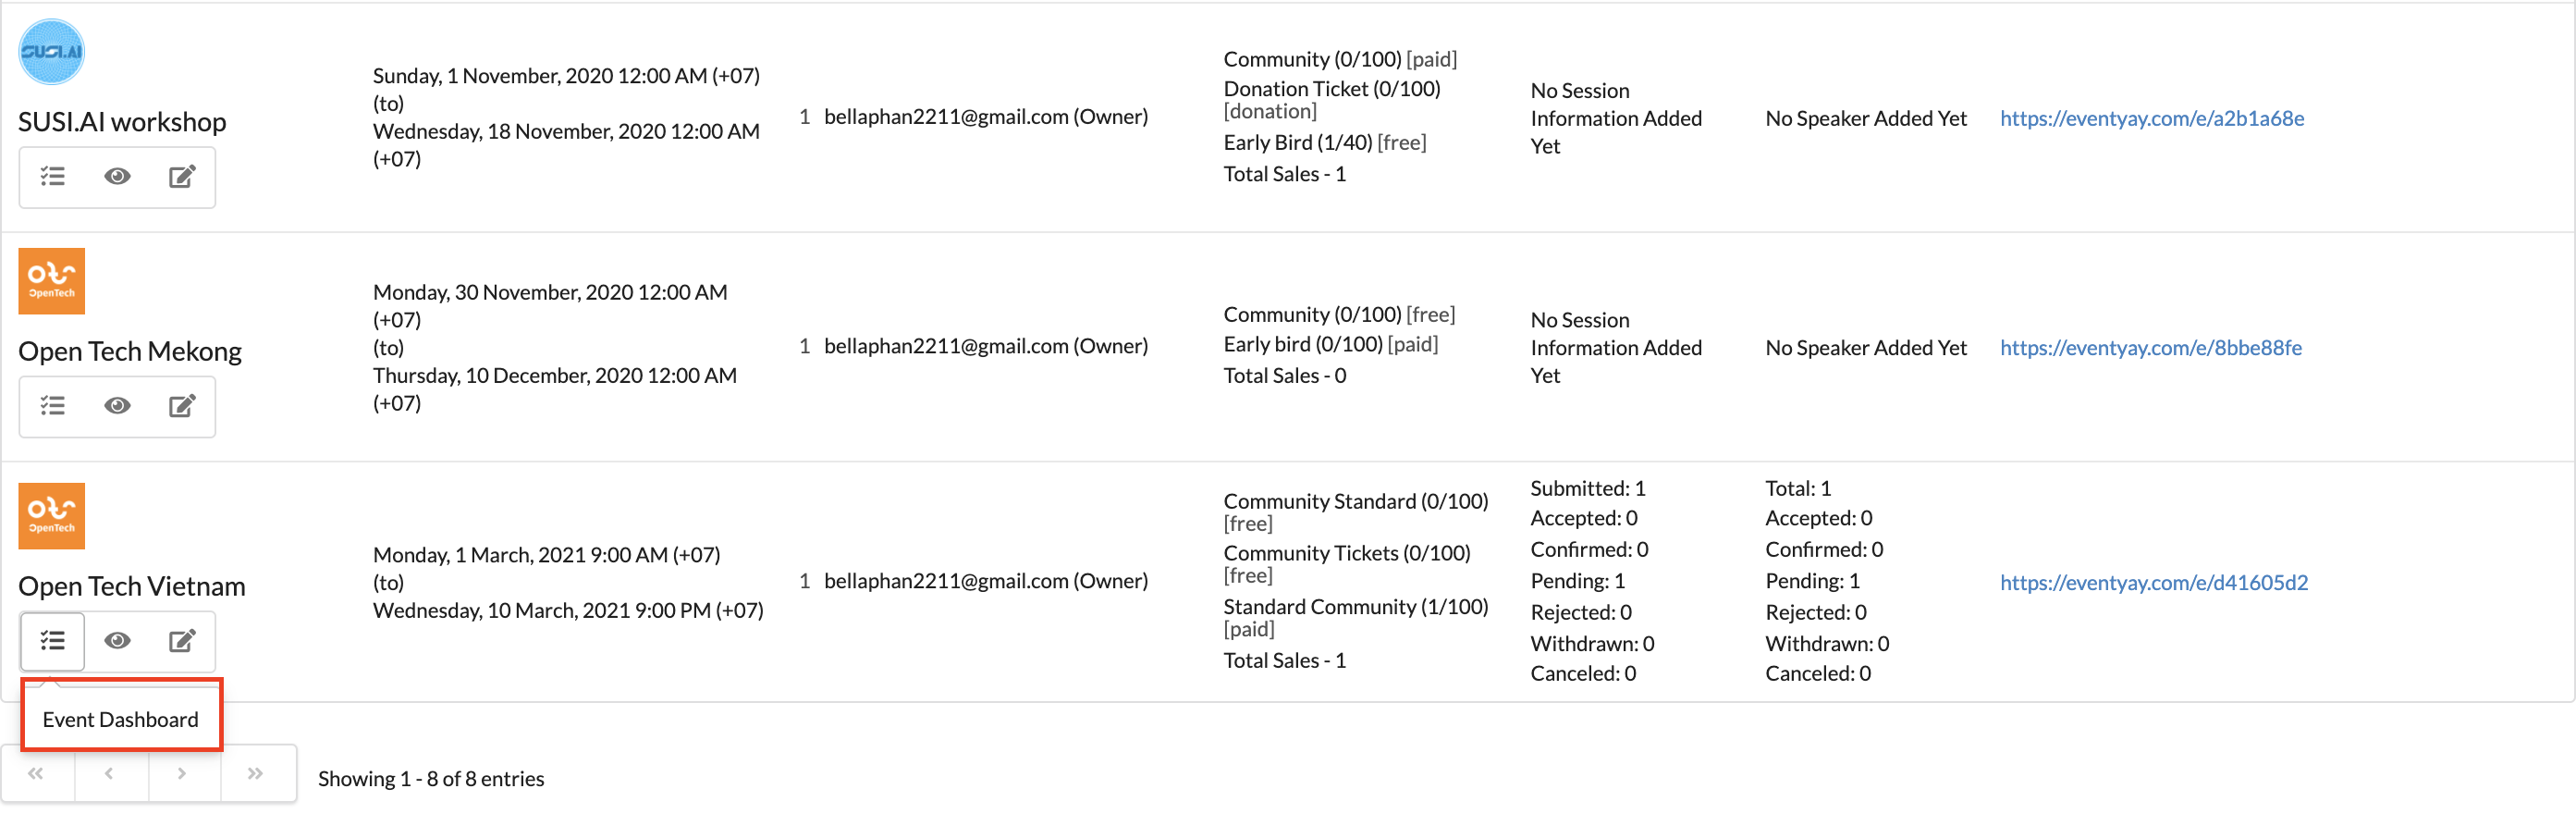 SUSI.AI
SUSI.AI workshop
Sunday, 1 November, 2020 12:00 AM (+07)
(to)
Wednesday, 18 November, 2020 12:00 AM
(+07)
1 bellaphan2211@gmail.com (Owner)
Community (0/100) [paid]
Donation Ticket (0/100)
[donation]
Early Bird (1/40) [free]
Total Sales - 1
No Session
Information Added
Yet
No Speaker Added Yet
https://eventyay.com/e/a2b1a68e
OpenTech
Open Tech Mekong
Monday, 30 November, 2020 12:00 AM
(+07)
(to)
Thursday, 10 December, 2020 12:00 AM
(+07)
1 bellaphan2211@gmail.com (Owner)
Community (0/100) [free]
Early bird (0/100) [paid]
Total Sales - 0
No Session
Information Added
Yet
No Speaker Added Yet
https://eventyay.com/e/8bbe88fe
OpenTech
Open Tech Vietnam
Monday, 1 March, 2021 9:00 AM (+07)
(to)
Wednesday, 10 March, 2021 9:00 PM (+07)
1 bellaphan2211@gmail.com (Owner)
Community Standard (0/100)
[free]
Community Tickets (0/100)
[free]
Standard Community (1/100)
[paid]
Total Sales - 1
Submitted: 1
Accepted: 0
Confirmed: 0
Pending: 1
Rejected: 0
Withdrawn: 0
Canceled: 0
Total: 1
Accepted: 0
Confirmed: 0
Pending: 1
Rejected: 0
Withdrawn: 0
Canceled: 0
https://eventyay.com/e/d41605d2
Event Dashboard
Showing 1 - 8 of 8 entries